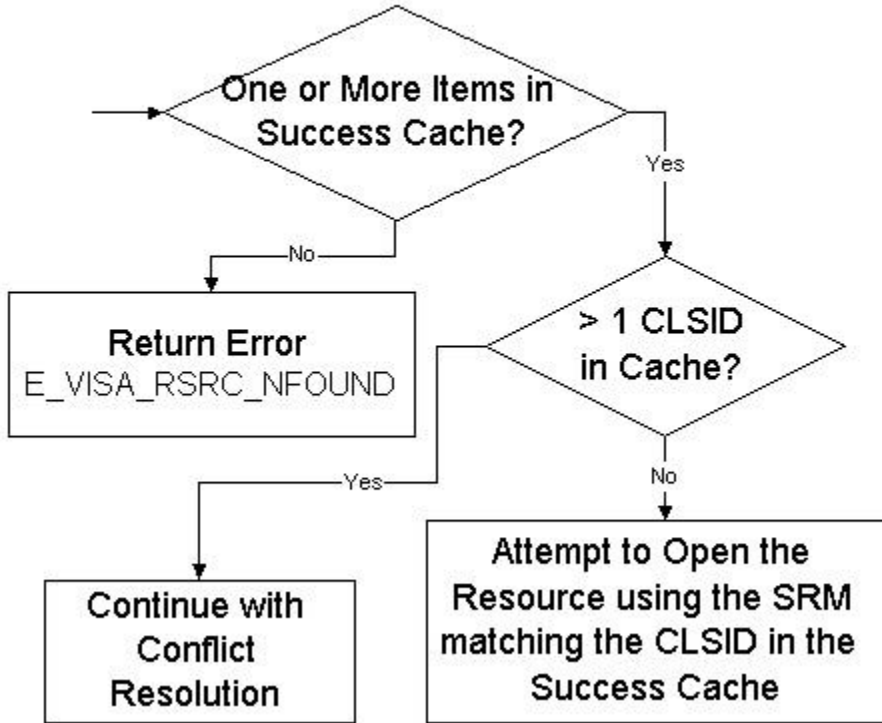 One or More Items in
Success Cache?
Yes
No
Return Error
E_VISA_RSRC_NFOUND
> 1 CLSID
in Cache?
Yes
No
Continue with
Conflict
Resolution
Attempt to Open the
Resource using the SRM
matching the CLSID in the
Success Cache